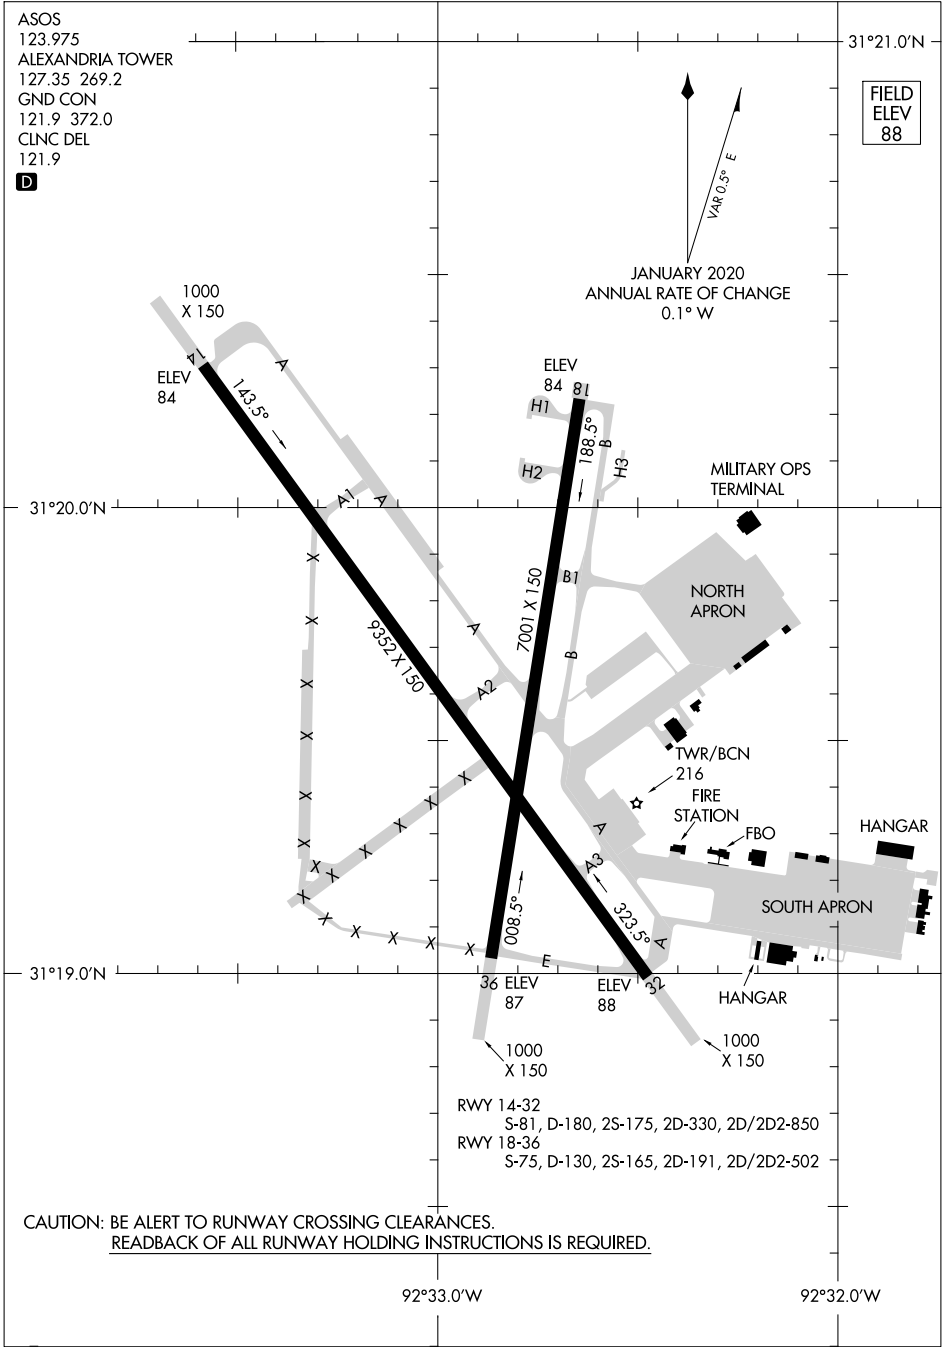 ASOS
123.975
ALEXANDRIA TOWER
127.35 269.2
GND CON
121.9 372.0
CLNC DEL
121.9
D
31°21.0'N
FIELD
ELEV
88
VAR 0.5° E
JANUARY 2020
ANNUAL RATE OF CHANGE
0.1° W
1000
X 150
14
ELEV
84
143.5°
A
ELEV
84
18
H1
188.5°
B
H2
H3
MILITARY OPS
TERMINAL
31°20.0'N
A1
A
X
7001 X 150
B1
NORTH
APRON
X
9352 X 150
A
B
X
A2
X
TWR/BCN
216
X
X
X
FIRE
STATION
X
A
FBO
HANGAR
X
X
X
X
A3
X
SOUTH APRON
X
008.5°
323.5°
X
X
X
X
X
A
E
31°19.0'N
36
ELEV
87
ELEV
88
32
HANGAR
1000
X 150
1000
X 150
RWY 14-32
S-81, D-180, 2S-175, 2D-330, 2D/2D2-850
RWY 18-36
S-75, D-130, 2S-165, 2D-191, 2D/2D2-502
CAUTION: BE ALERT TO RUNWAY CROSSING CLEARANCES.
READBACK OF ALL RUNWAY HOLDING INSTRUCTIONS IS REQUIRED.
92°33.0'W
92°32.0'W